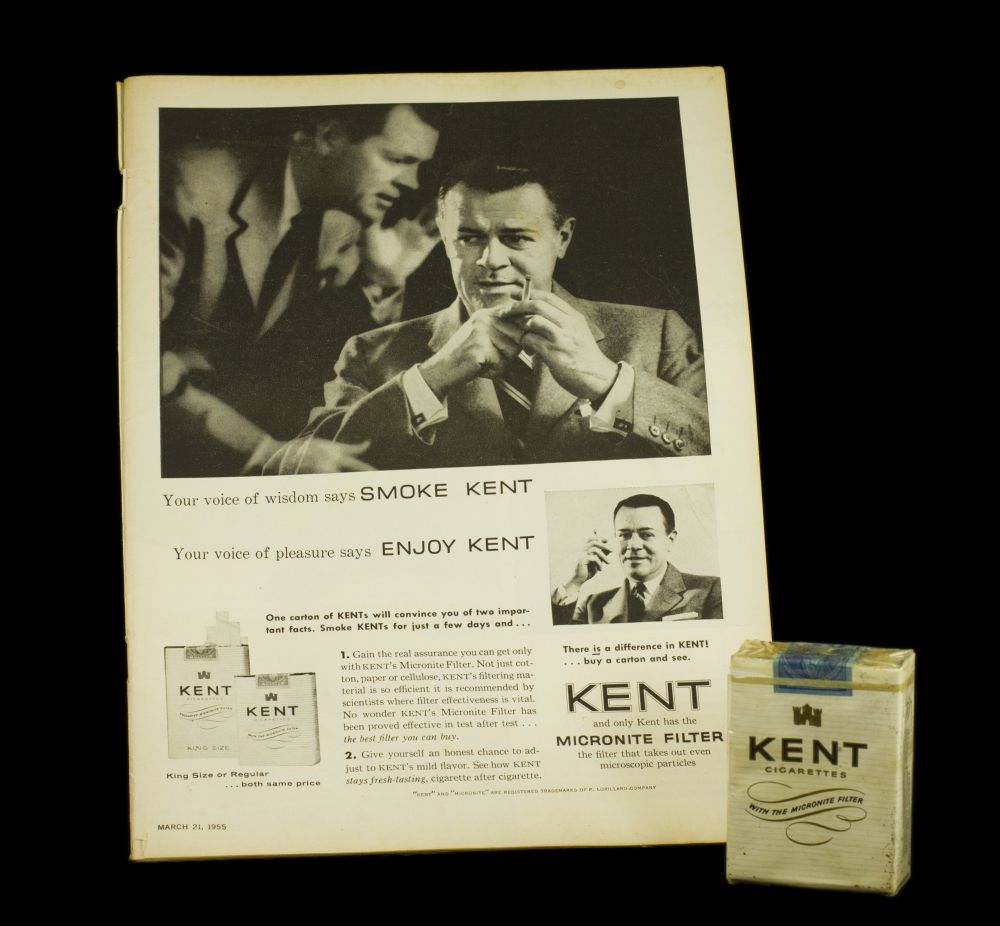 Your voice of wisdom says SMOKE KENT
Your voice of pleasure says ENJOY KENT
One carton of KENTs will convince you of two impor-
tant facts. Smoke KENTs for just a few days and . . .
1. Gain the real assurance you can get only
with KENT's Micronite Filter. Not just cot-
ton, paper or cellulose, KENT's filtering ma-
terial is so efficient it is recommended by
scientists where filter effectiveness is vital.
No wonder KENT's Micronite Filter has
been proved effective in test after test . . .
the best filter you can buy.
2. Give yourself an honest chance to ad-
just to KENT's mild flavor. See how KENT
stays fresh-tasting, cigarette after cigarette.
KENT
CIGARETTES
KING SIZE
KENT
CIGARETTES
WITH THE MICRONITE FILTER
King Size or Regular
. . . both same price
There is a difference in KENT!
. . . buy a carton and see.
KENT
and only Kent has the
MICRONITE FILTER
the filter that takes out even
microscopic particles
"KENT" AND "MICRONITE" ARE REGISTERED TRADEMARKS OF P. LORILLARD COMPANY
MARCH 21, 1955
KENT
CIGARETTES
WITH THE MICRONITE FILTER